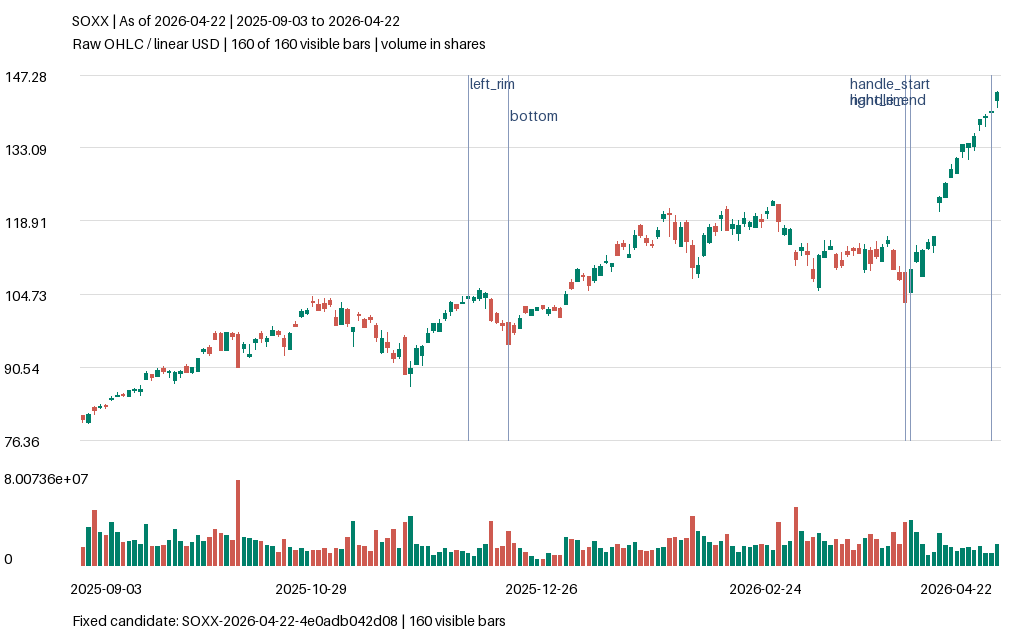 SOXX | As of 2026-04-22 | 2025-09-03 to 2026-04-22
Raw OHLC / linear USD | 160 of 160 visible bars | volume in shares
147.28
left_rim
handle_start
bottom
133.09
118.91
104.73
90.54
76.36
8.00736e+07
0
2025-09-03
2025-10-29
2025-12-26
2026-02-24
2026-04-22
Fixed candidate: SOXX-2026-04-22-4e0adb042d08 | 160 visible bars